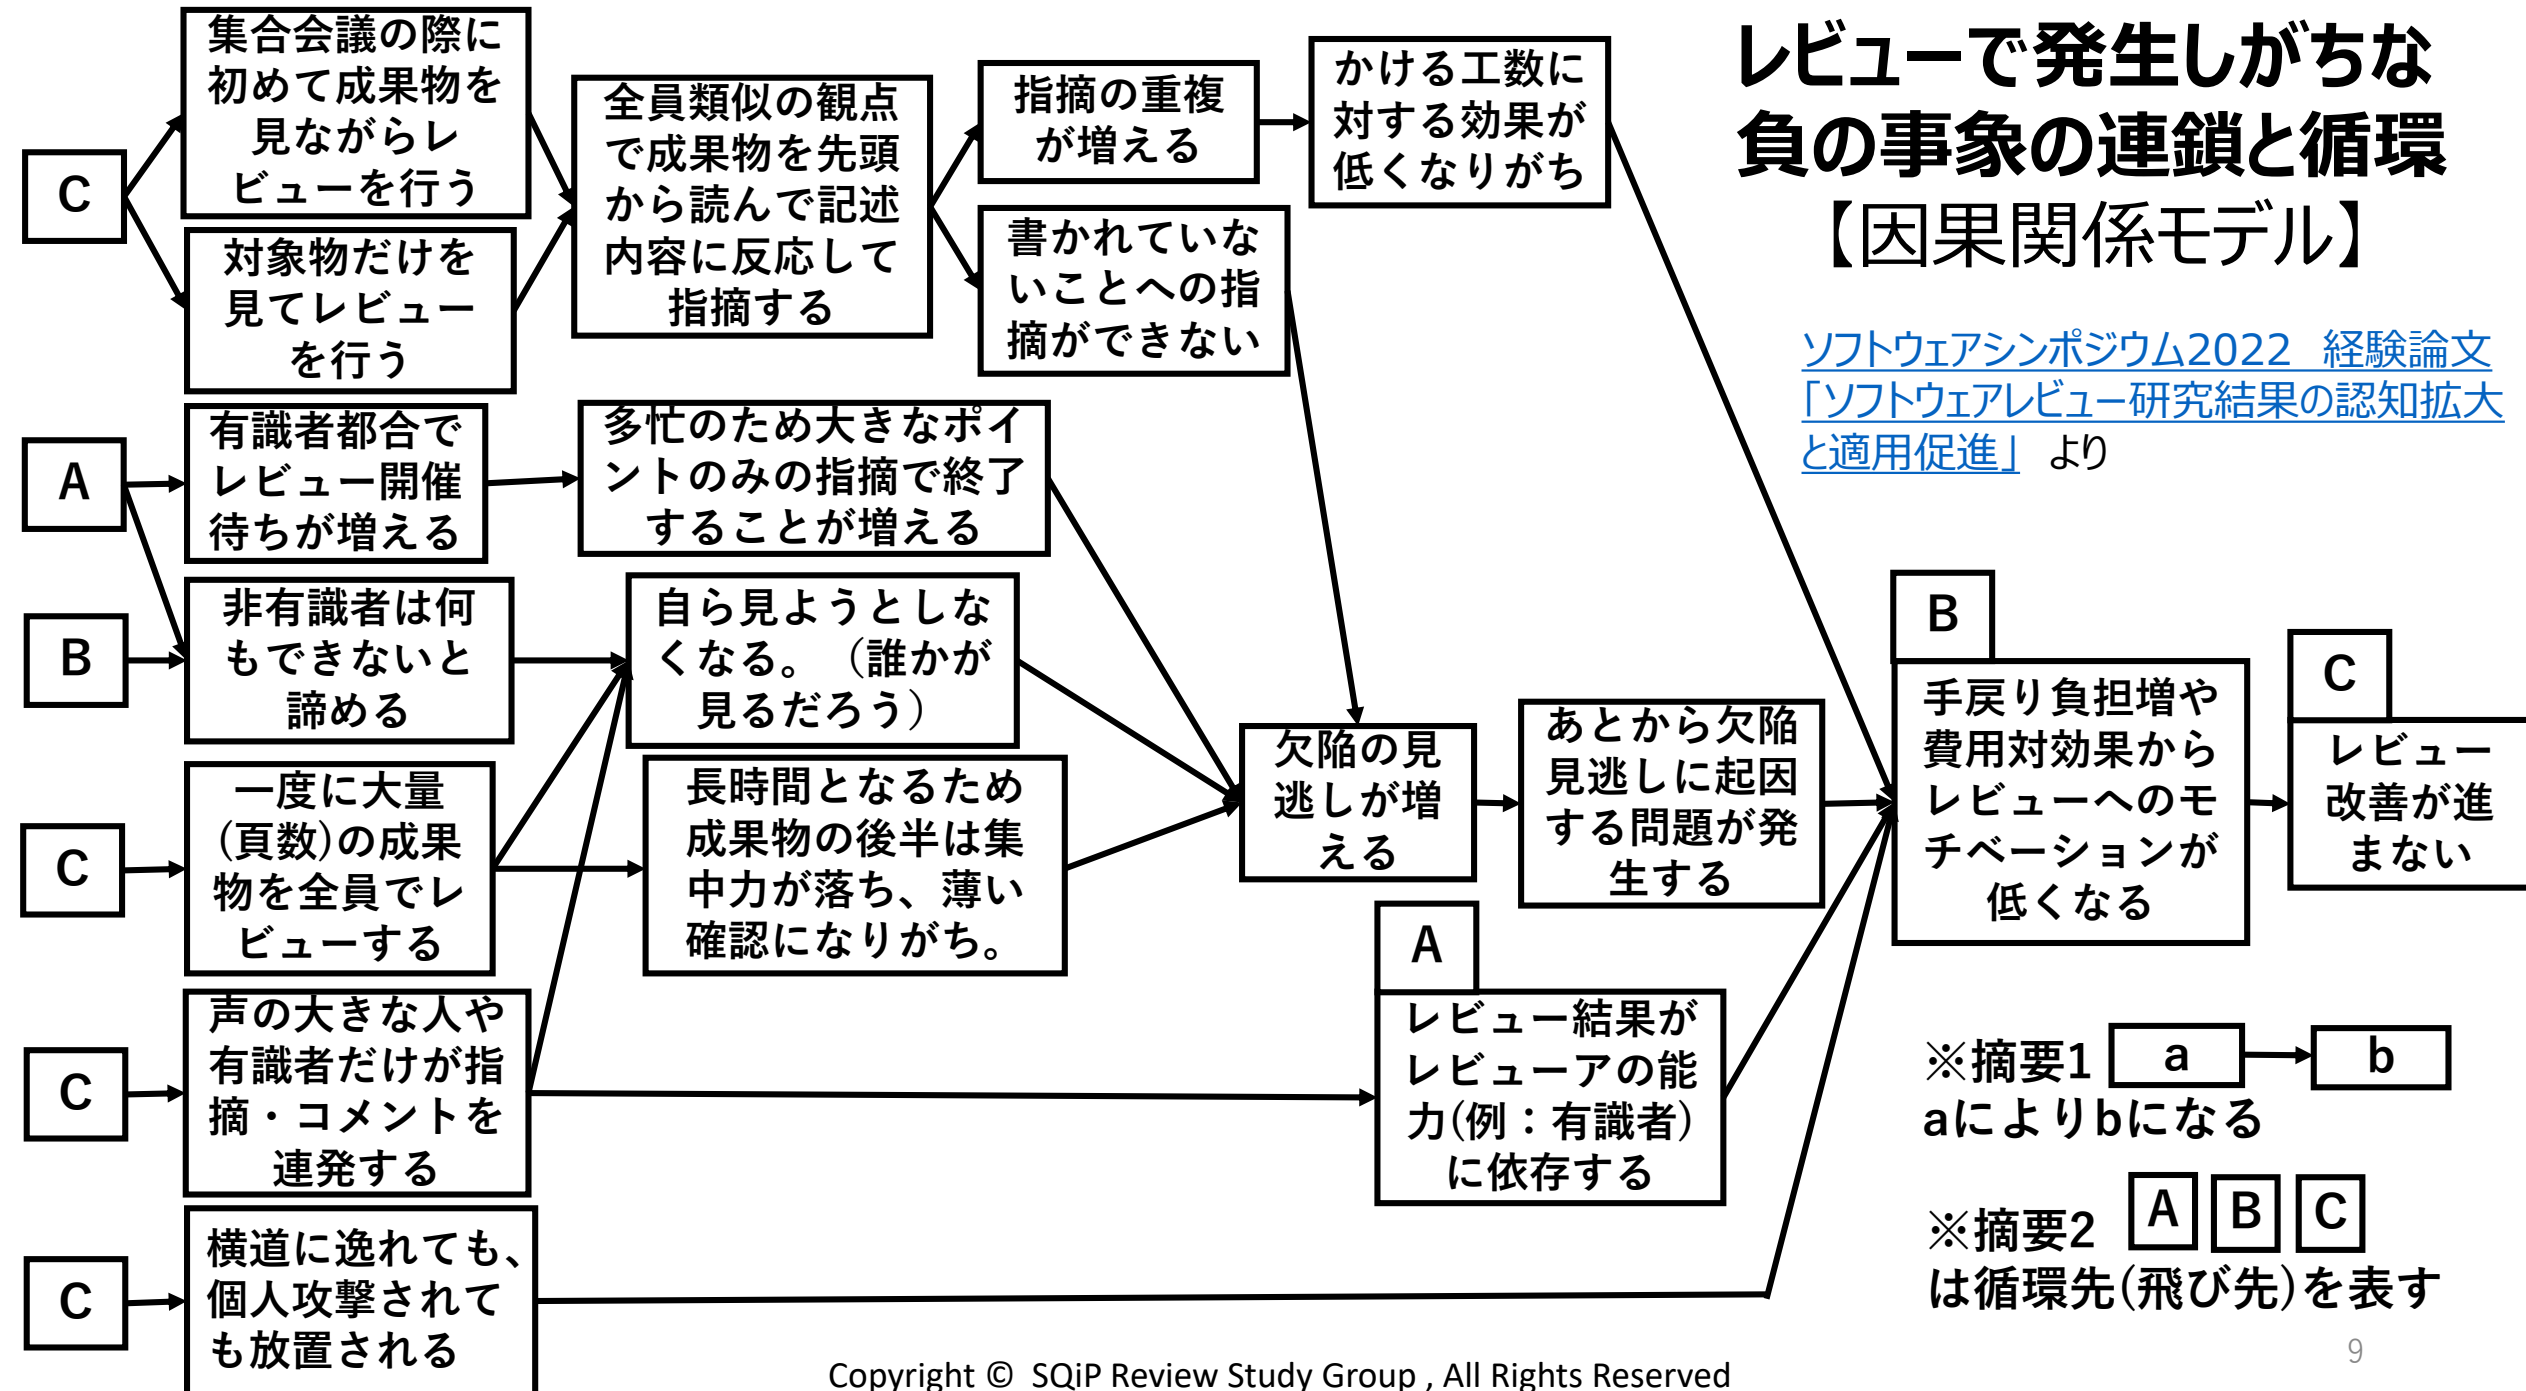 レビューで発生しがちな
負の事象の連鎖と循環
【因果関係モデル】
ソフトウェアシンポジウム2022　経験論文
「ソフトウェアレビュー研究結果の認知拡大
と適用促進」　より
C
集合会議の際に
初めて成果物を
見ながらレ
ビューを行う
対象物だけを
見てレビュー
を行う
全員類似の観点
で成果物を先頭
から読んで記述
内容に反応して
指摘する
指摘の重複
が増える
書かれていな
いことへの指
摘ができない
かける工数に
対する効果が
低くなりがち
A
有識者都合で
レビュー開催
待ちが増える
多忙のため大きなポイ
ントのみの指摘で終了
することが増える
B
非有識者は何
もできないと
諦める
自ら見ようとしな
くなる。（誰かが
見るだろう）
C
一度に大量
(頁数)の成果
物を全員でレ
ビューする
長時間となるため
成果物の後半は集
中力が落ち、薄い
確認になりがち。
欠陥の見
逃しが増
える
あとから欠陥
見逃しに起因
する問題が発
生する
B
手戻り負担増や
費用対効果から
レビューへのモ
チベーションが
低くなる
C
レビュー
改善が進
まない
C
声の大きな人や
有識者だけが指
摘・コメントを
連発する
A
レビュー結果が
レビューアの能
力(例：有識者)
に依存する
C
横道に逸れても、
個人攻撃されて
も放置される
※摘要1 a b
aによりbになる
※摘要2 A B C
は循環先(飛び先)を表す
9
Copyright © SQiP Review Study Group , All Rights Reserved